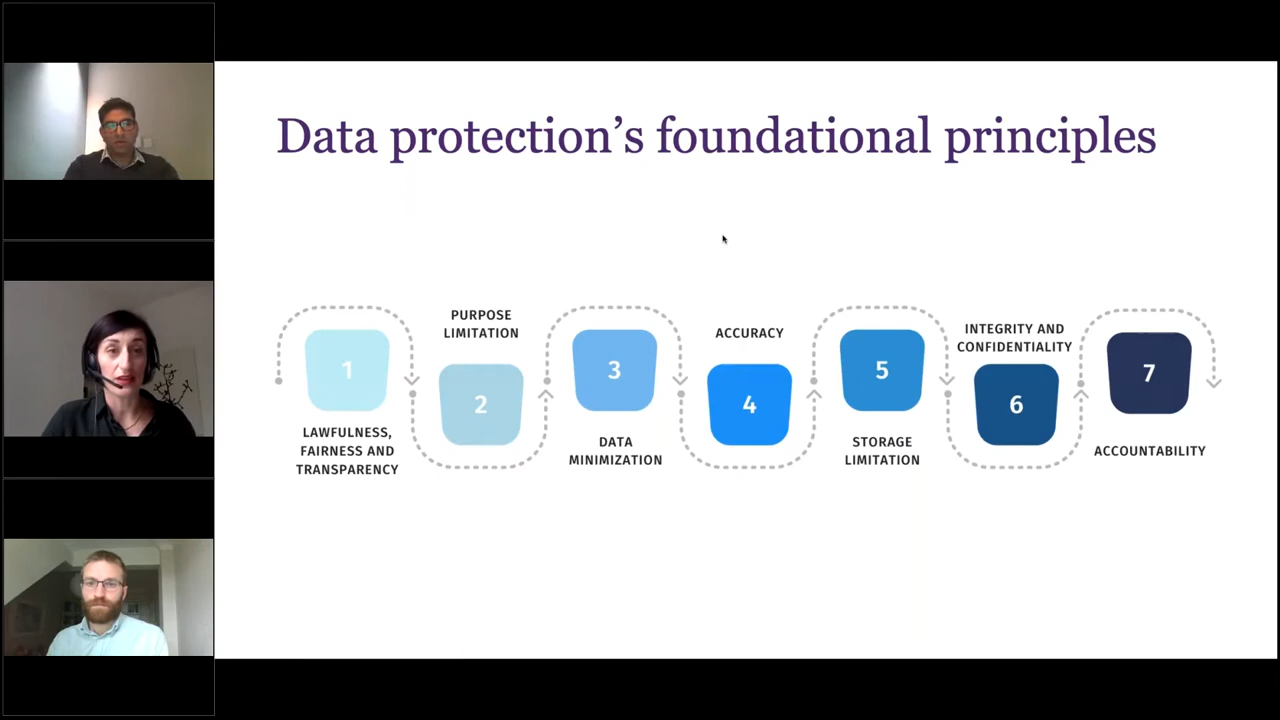 Data protection’s foundational principles
1
LAWFULNESS,
FAIRNESS AND
TRANSPARENCY
PURPOSE
LIMITATION
2
3
DATA
MINIMIZATION
ACCURACY
4
5
STORAGE
LIMITATION
INTEGRITY AND
CONFIDENTIALITY
6
7
ACCOUNTABILITY